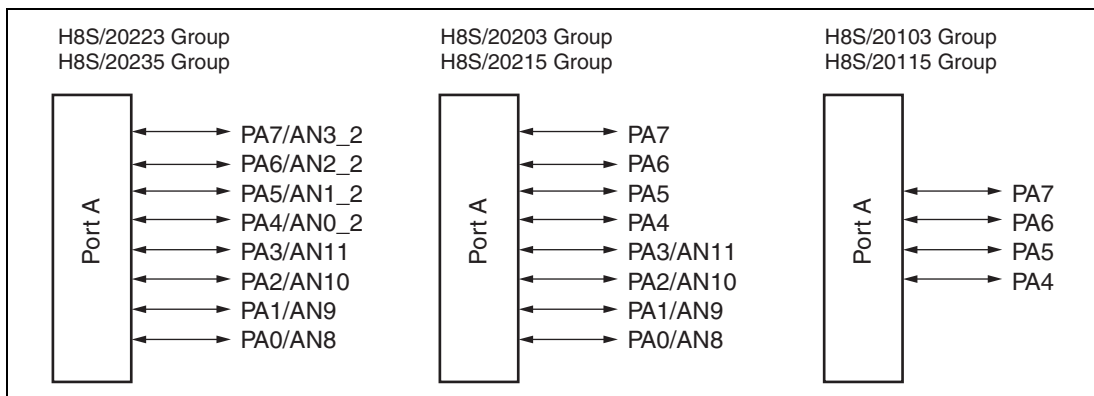 H8S/20223 Group
H8S/20235 Group
Port A
PA7/AN3_2
PA6/AN2_2
PA5/AN1_2
PA4/AN0_2
PA3/AN11
PA2/AN10
PA1/AN9
PA0/AN8
H8S/20203 Group
H8S/20215 Group
Port A
PA7
PA6
PA5
PA4
PA3/AN11
PA2/AN10
PA1/AN9
PA0/AN8
H8S/20103 Group
H8S/20115 Group
Port A
PA7
PA6
PA5
PA4